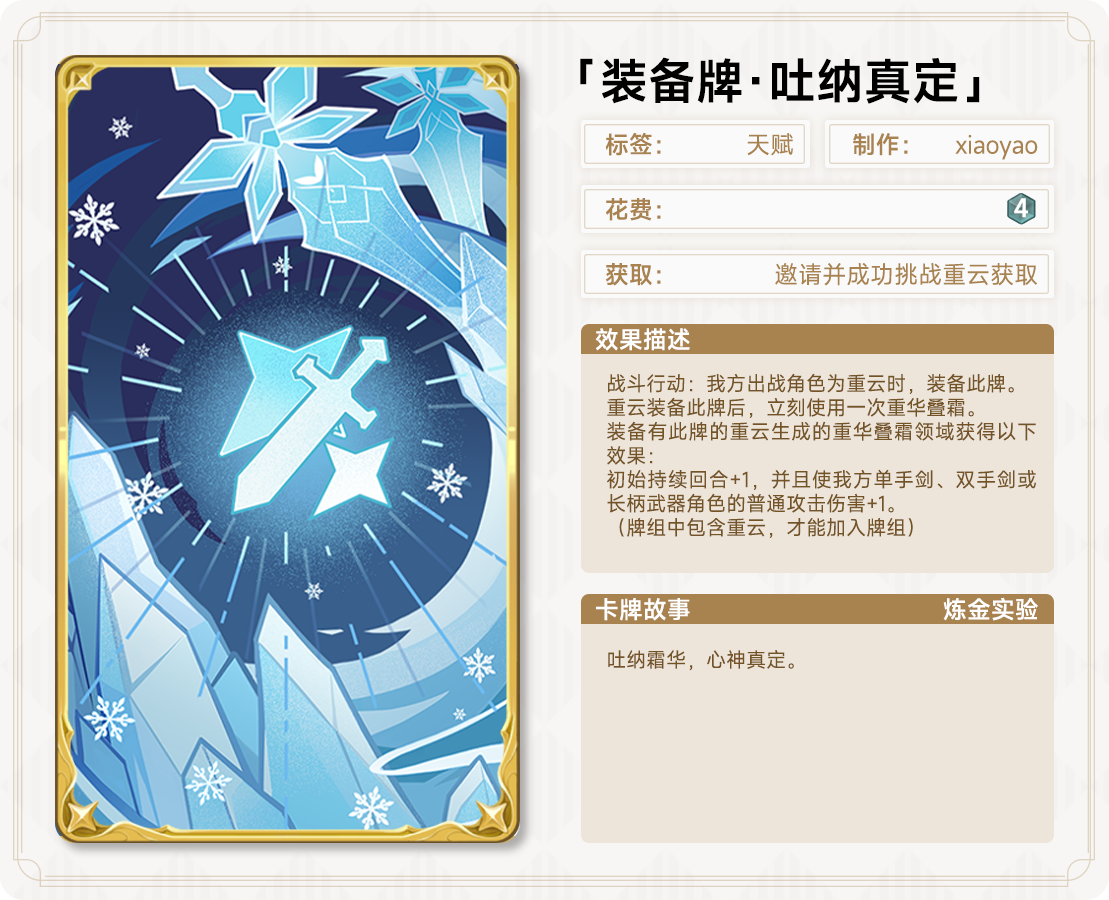 「装备牌·吐纳真定」
标签： 天赋
制作： xiaoyao
花费： 4
获取： 邀请并成功挑战重云获取
效果描述
战斗行动：我方出战角色为重云时，装备此牌。
重云装备此牌后，立刻使用一次重华叠霜。
装备有此牌的重云生成的重华叠霜领域获得以下
效果：
初始持续回合+1，并且使我方单手剑、双手剑或
长柄武器角色的普通攻击伤害+1。
（牌组中包含重云，才能加入牌组）
卡牌故事 炼金实验
吐纳霜华，心神真定。